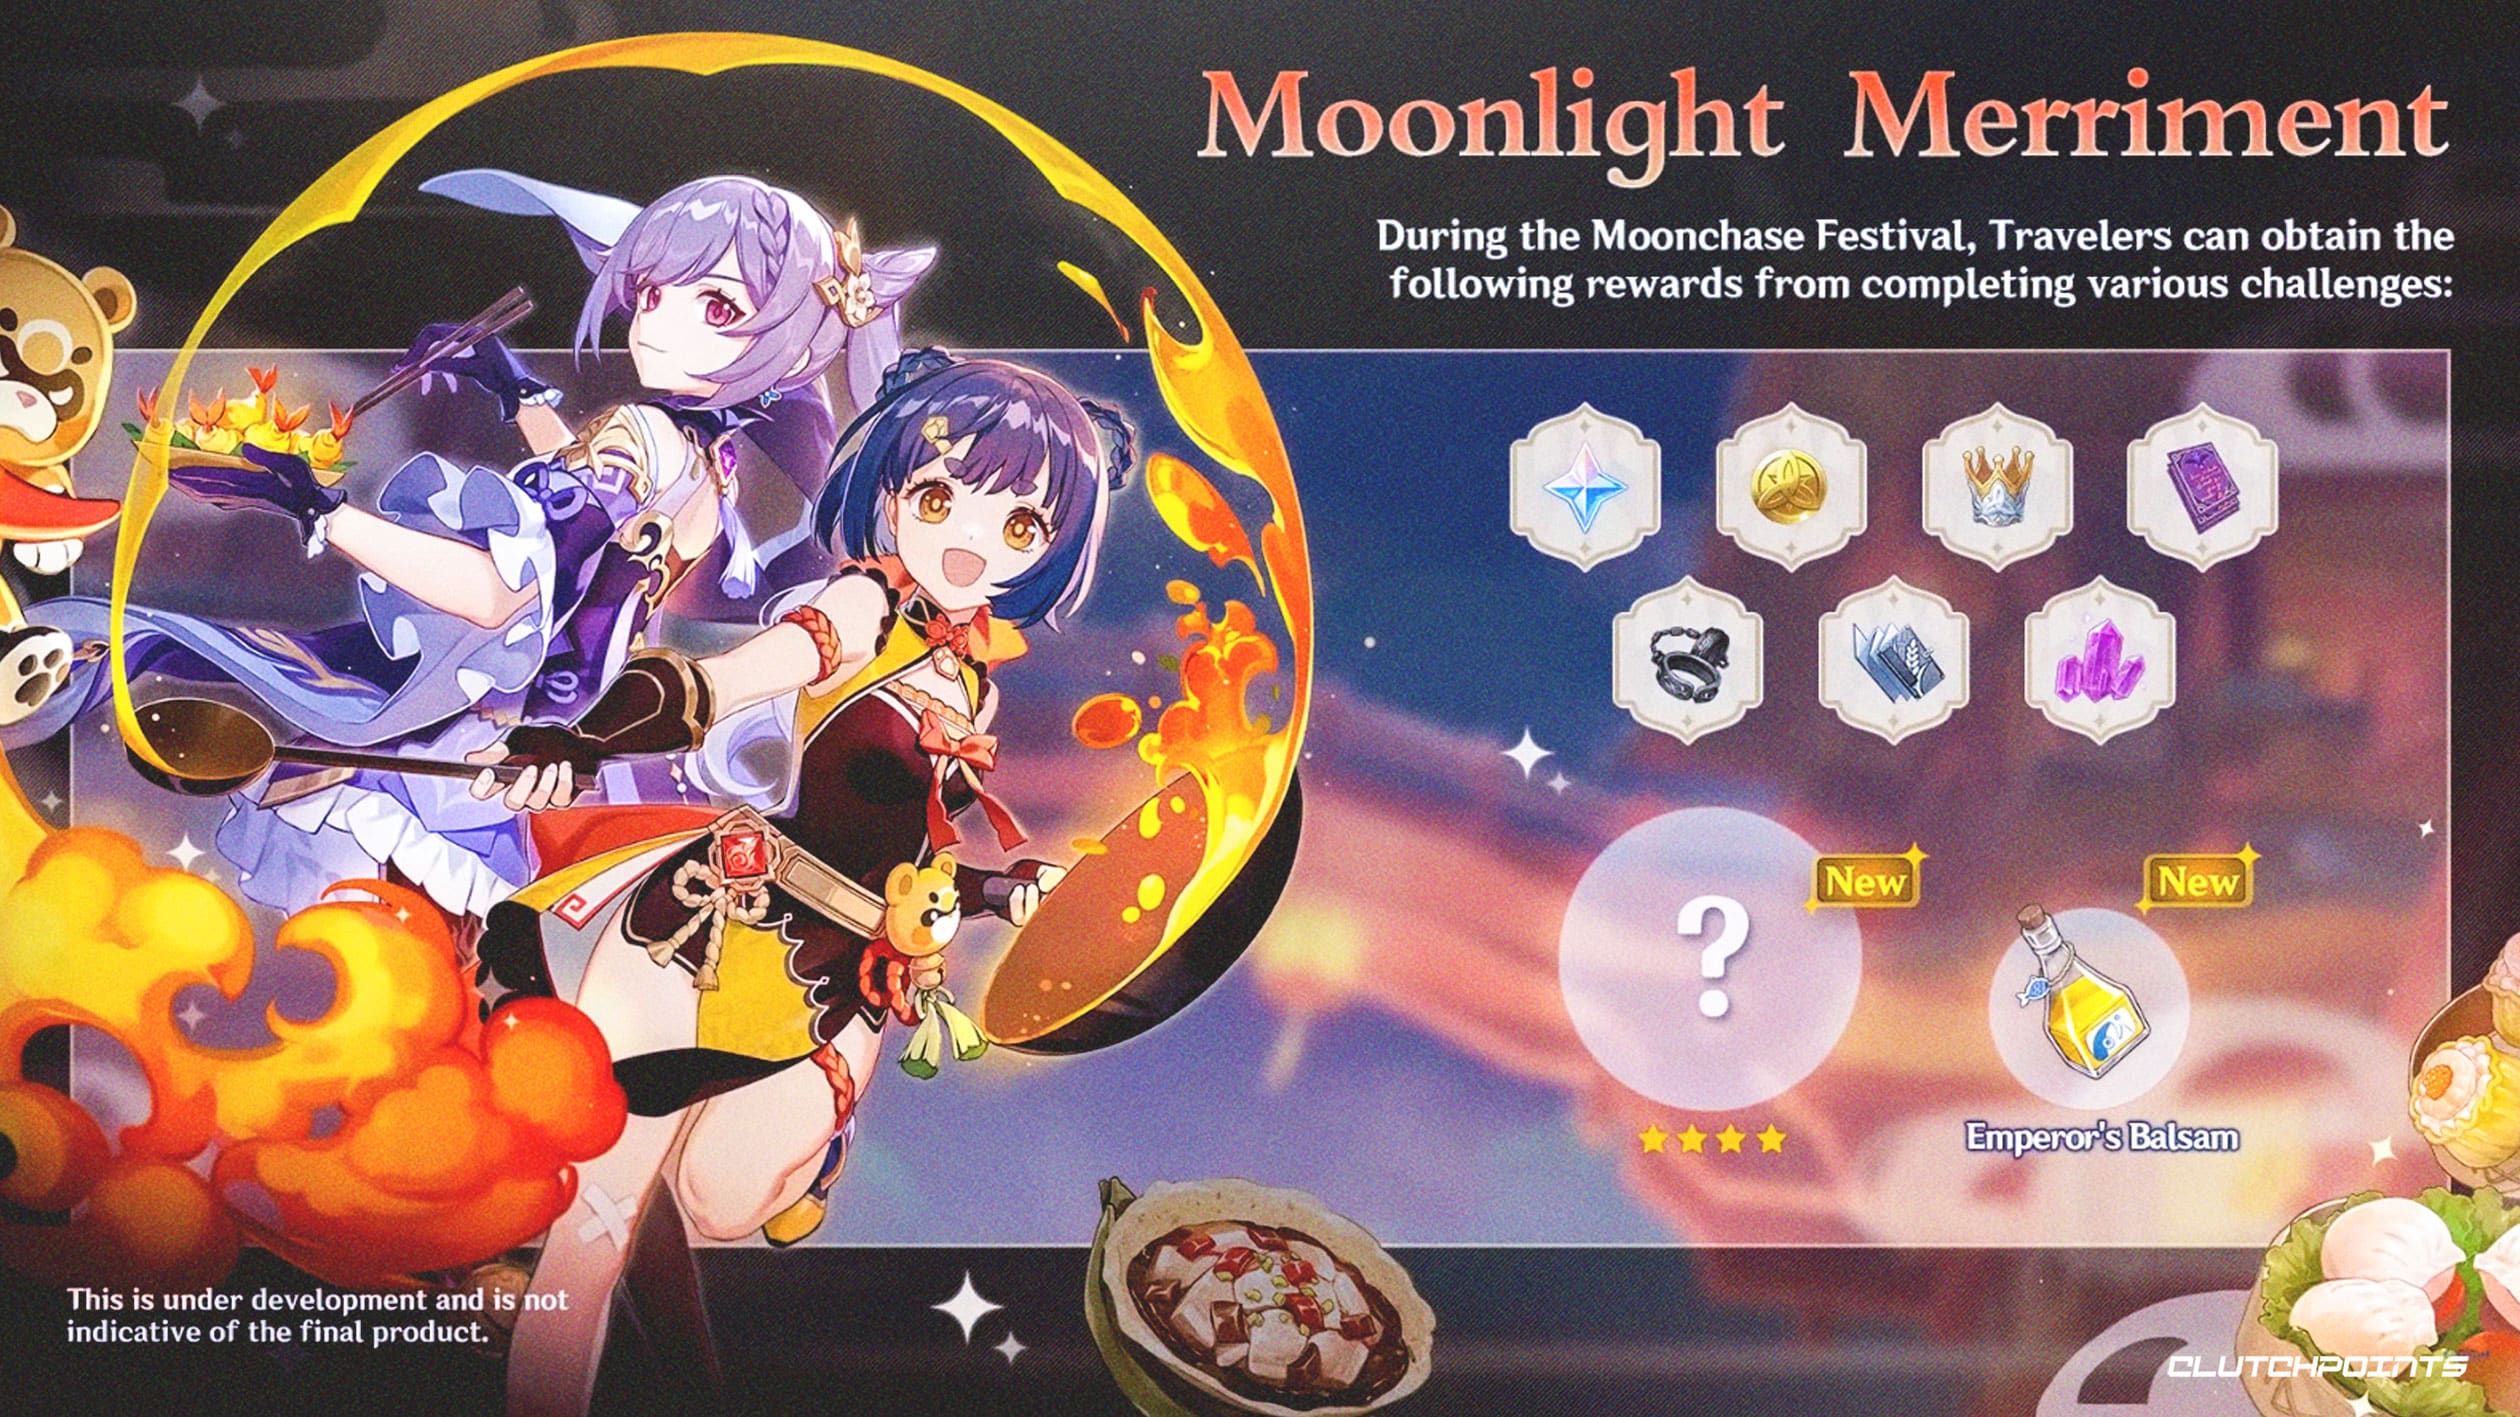 Moonlight Merriment
During the Moonchase Festival, Travelers can obtain the
following rewards from completing various challenges:
New
New
?
Emperor's Balsam
This is under development and is not
indicative of the final product.
CLUTCHPOINTS